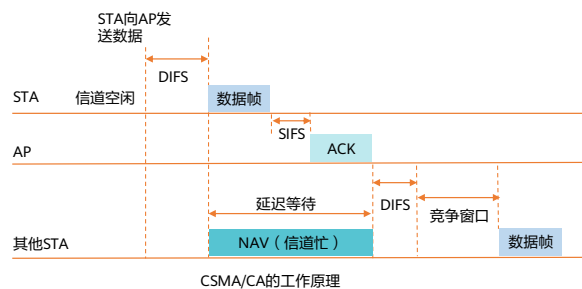 STA向AP发
送数据
DIFS
STA
信道空闲
数据帧
SIFS
AP
ACK
延迟等待
DIFS
竞争窗口
其他STA
NAV（信道忙）
数据帧
CSMA/CA的工作原理